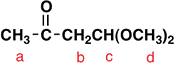 O
CH₃-C-CH₂CH(OCH₃)₂
a b c d